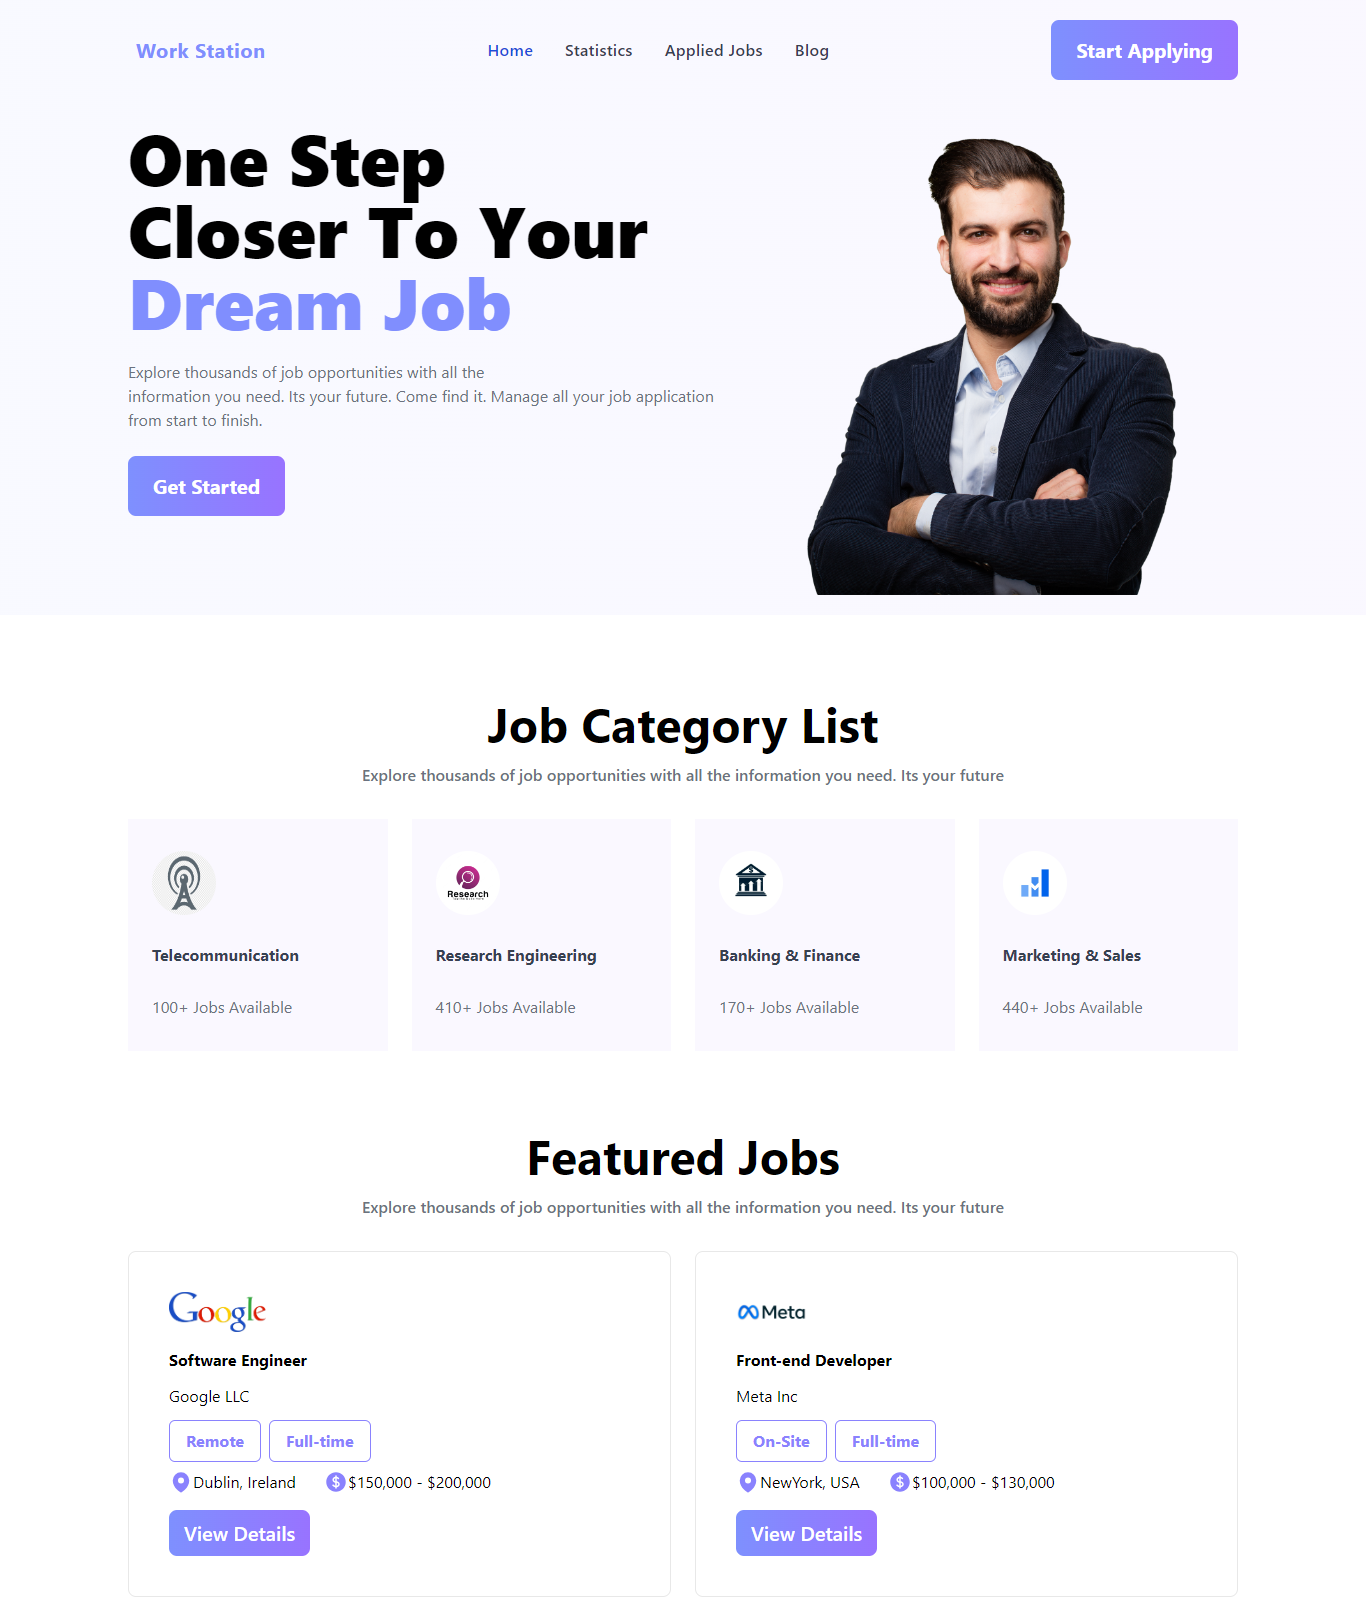 Work Station
Home
Statistics
Applied Jobs
Blog
Start Applying
One Step
Closer To Your
Dream Job
Explore thousands of job opportunities with all the
information you need. Its your future. Come find it. Manage all your job application
from start to finish.
Get Started
Job Category List
Explore thousands of job opportunities with all the information you need. Its your future
Research
Telecommunication
Research Engineering
Banking & Finance
Marketing & Sales
100+ Jobs Available
410+ Jobs Available
170+ Jobs Available
440+ Jobs Available
Featured Jobs
Explore thousands of job opportunities with all the information you need. Its your future
Google
Software Engineer
Google LLC
Remote
Full-time
Dublin, Ireland
$150,000 - $200,000
View Details
Meta
Front-end Developer
Meta Inc
On-Site
Full-time
NewYork, USA
$100,000 - $130,000
View Details